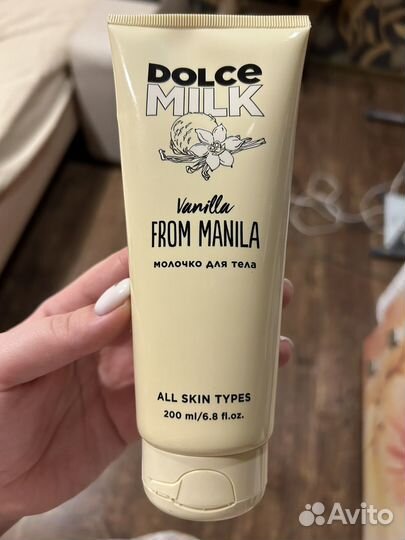 DOLCE
MILK
Vanilla
FROM MANILA
МОЛОЧКО ДЛЯ ТЕЛА
ALL SKIN TYPES
200 ml/6.8 fl.oz.
Avito